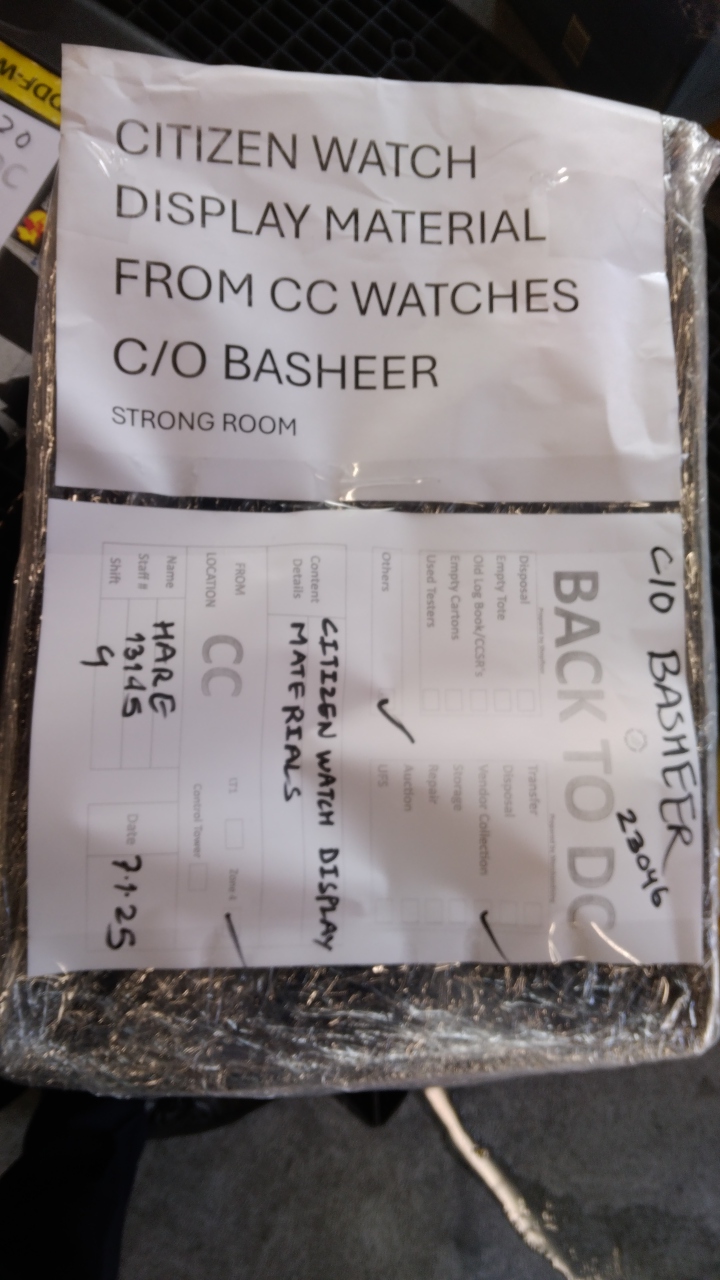 CITIZEN WATCH
DISPLAY MATERIAL
FROM CC WATCHES
C/O BASHEER
STRONG ROOM
C/O BASHEER
23046
BACK TO DC
Disposal
Empty Tote
Old Log Book/CCSR's
Empty Cartons
Used Testers
Others
Transfer
Disposal
Vendor Collection
Storage
Repair
Auction
UPS
Content Details
CITIZEN WATCH DISPLAY
MATERIALS
FROM LOCATION
CC
Control Tower
Name HARE
Staff # 13145
Shift
Date 7.1.25
20